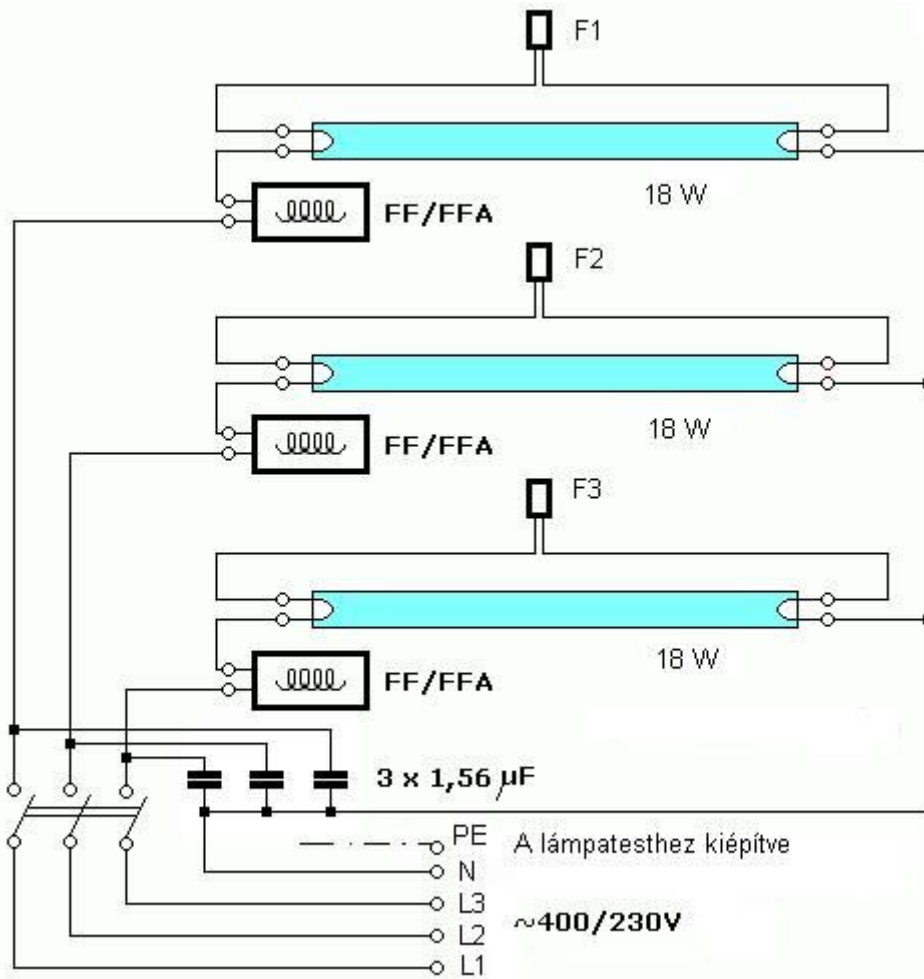 F1
18 W
FF/FFA
F2
18 W
FF/FFA
F3
18 W
FF/FFA
3 x 1,56 µF
PE A lámpatesthez kiépítve
N
L3
~400/230V
L2
L1